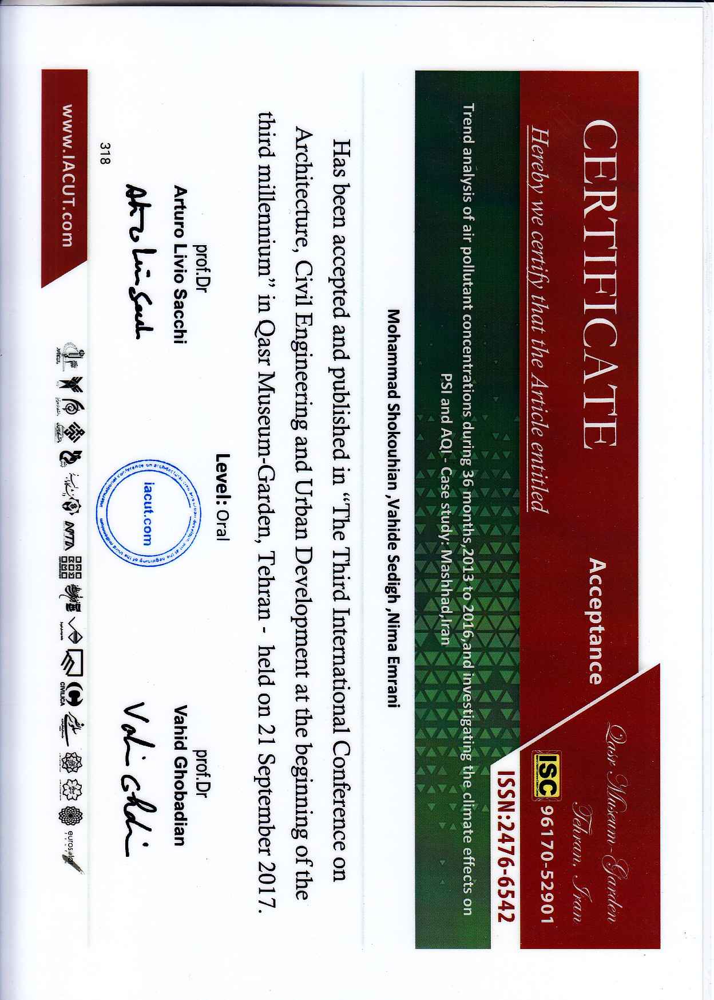 CERTIFICATE
Acceptance
Hereby we certify that the Article entitled
Qasr Museum-Garden
Tehran, Iran
ISC 96170-52901
ISSN:2476-6542
Trend analysis of air pollutant concentrations during 36 months,2013 to 2016,and investigating the climate effects on
PSI and AQI - Case study: Mashhad,Iran
Mohammad Shokouhian ,Vahide Sedigh ,Nima Emrani
Has been accepted and published in “The Third International Conference on
Architecture, Civil Engineering and Urban Development at the beginning of the
third millennium” in Qasr Museum-Garden, Tehran - held on 21 September 2017.
Level: Oral
prof.Dr
Arturo Livio Sacchi
prof.Dr
Vahid Ghobadian
iacut.com
318
www.IACUT.com
NTA
CIVILICA